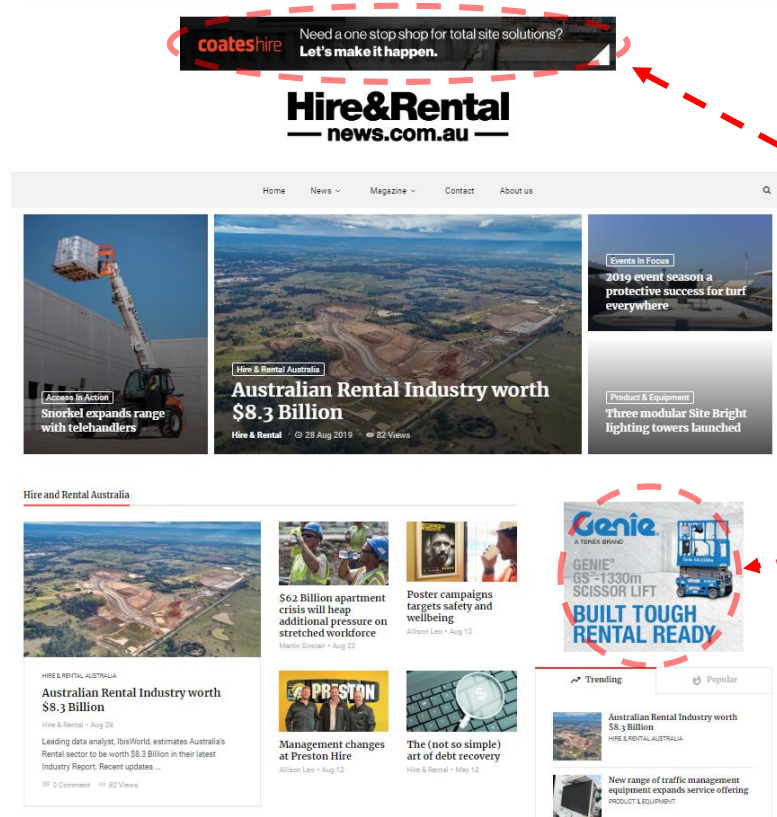 coateshire
Need a one stop shop for total site solutions?
Let's make it happen.
Hire&Rental
news.com.au
Home News Magazine Contact About us
Access In Action
Snorkel expands range
with telehandlers
Hire & Rental Australia
Australian Rental Industry worth
$8.3 Billion
Hire & Rental 28 Aug 2019 82 Views
Events In Focus
2019 event season a
protective success for turf
everywhere
Product & Equipment
Three modular Site Bright
lighting towers launched
Hire and Rental Australia
HIRE & RENTAL AUSTRALIA
Australian Rental Industry worth
$8.3 Billion
Hire & Rental • Aug 28
Leading data analyst, IbisWorld, estimates Australia's
Rental sector to be worth $8.3 Billion in their latest
Industry Report. Recent updates ...
0 Comment 82 Views
$62 Billion apartment
crisis will heap
additional pressure on
stretched workforce
Martin Sinclair • Aug 22
Poster campaigns
targets safety and
wellbeing
Allison Leo • Aug 12
PRESTON
Management changes
at Preston Hire
Allison Leo • Aug 12
The (not so simple)
art of debt recovery
Hire & Rental • May 12
Genie
A TEREX BRAND
GENIE®
GS™-1330m
SCISSOR LIFT
BUILT TOUGH
RENTAL READY
Trending Popular
Australian Rental Industry worth
$8.3 Billion
HIRE & RENTAL AUSTRALIA
New range of traffic management
equipment expands service offering
PRODUCT & EQUIPMENT